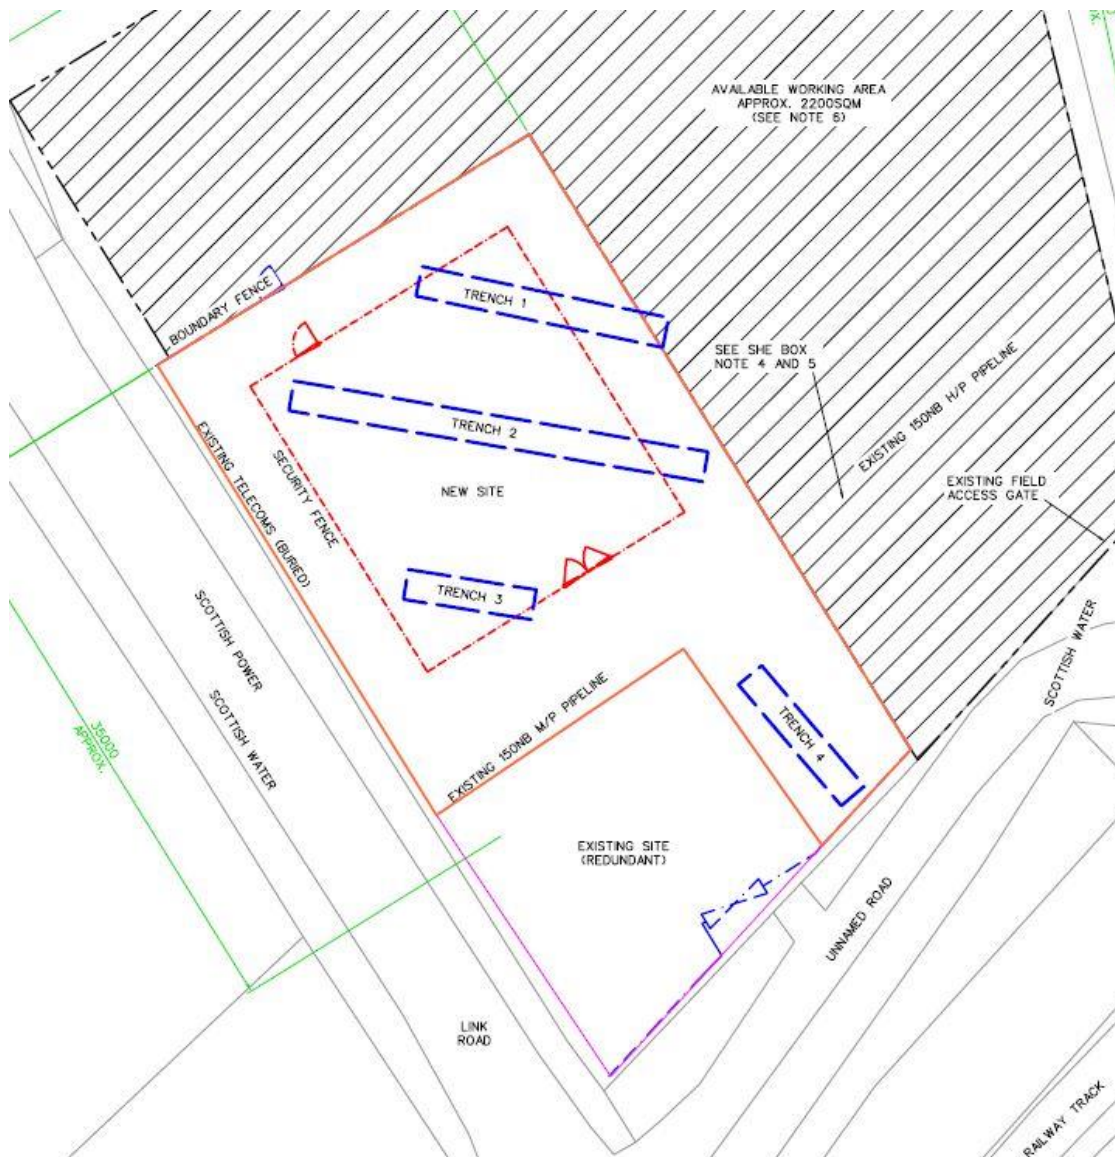 AVAILABLE WORKING AREA
APPROX. 2200SQM
(SEE NOTE 6)
BOUNDARY FENCE
TRENCH 1
SEE SHE BOX
NOTE 4 AND 5
EXISTING 150NB H/P PIPELINE
TRENCH 2
EXISTING TELECOMS (BURIED)
SECURITY FENCE
NEW SITE
EXISTING FIELD
ACCESS GATE
TRENCH 3
SCOTTISH POWER
SCOTTISH WATER
SCOTTISH WATER
35000
APPROX.
EXISTING 150NB M/P PIPELINE
TRENCH 4
EXISTING SITE
(REDUNDANT)
UNNAMED ROAD
LINK
ROAD
RAILWAY TRACK